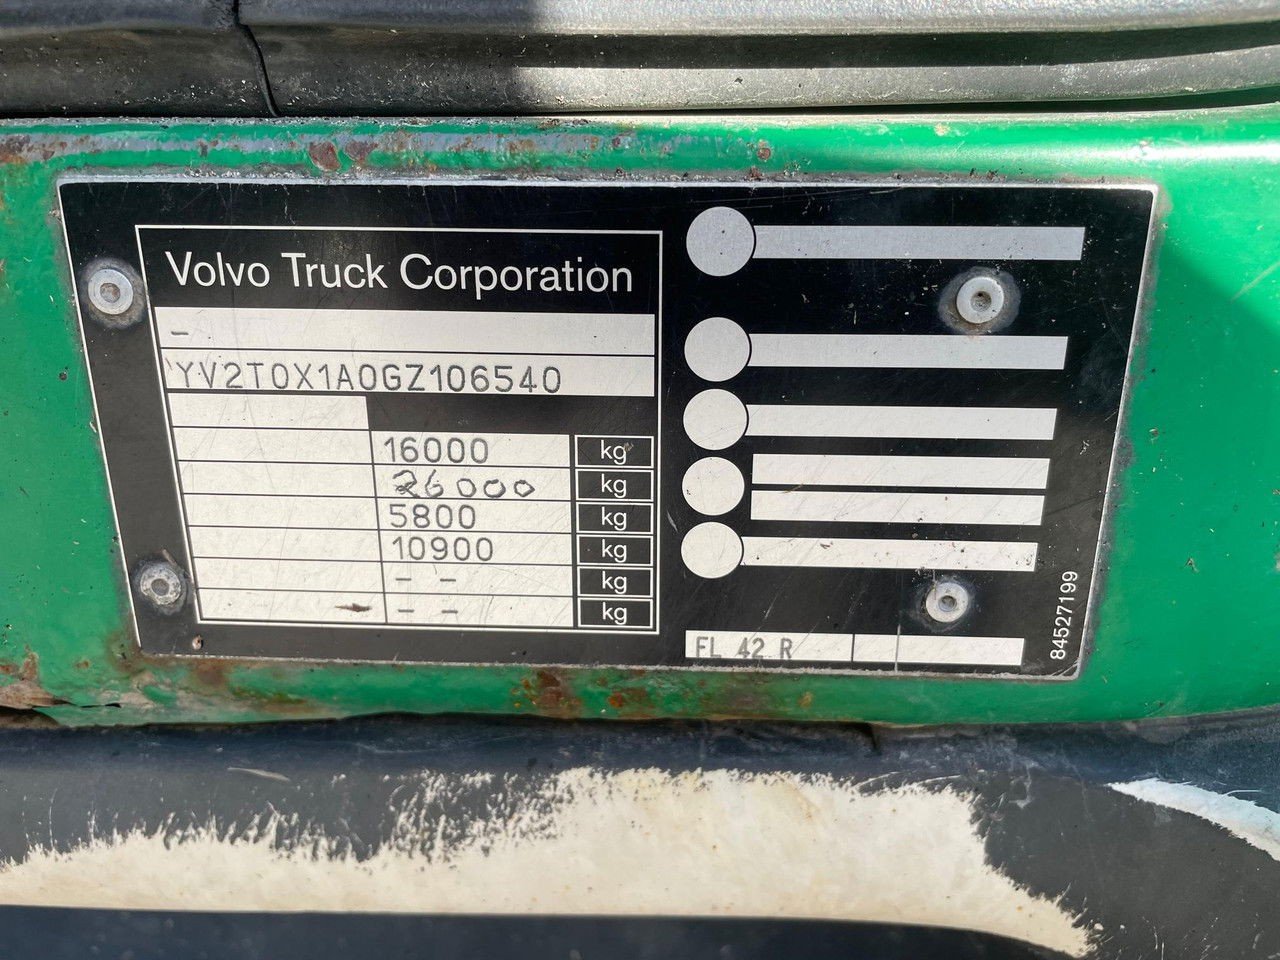 Volvo Truck Corporation
-
YV2T0X1A0GZ106540
16000 kg
26000 kg
5800 kg
10900 kg
- - kg
- - kg
FL 42 R
84527199